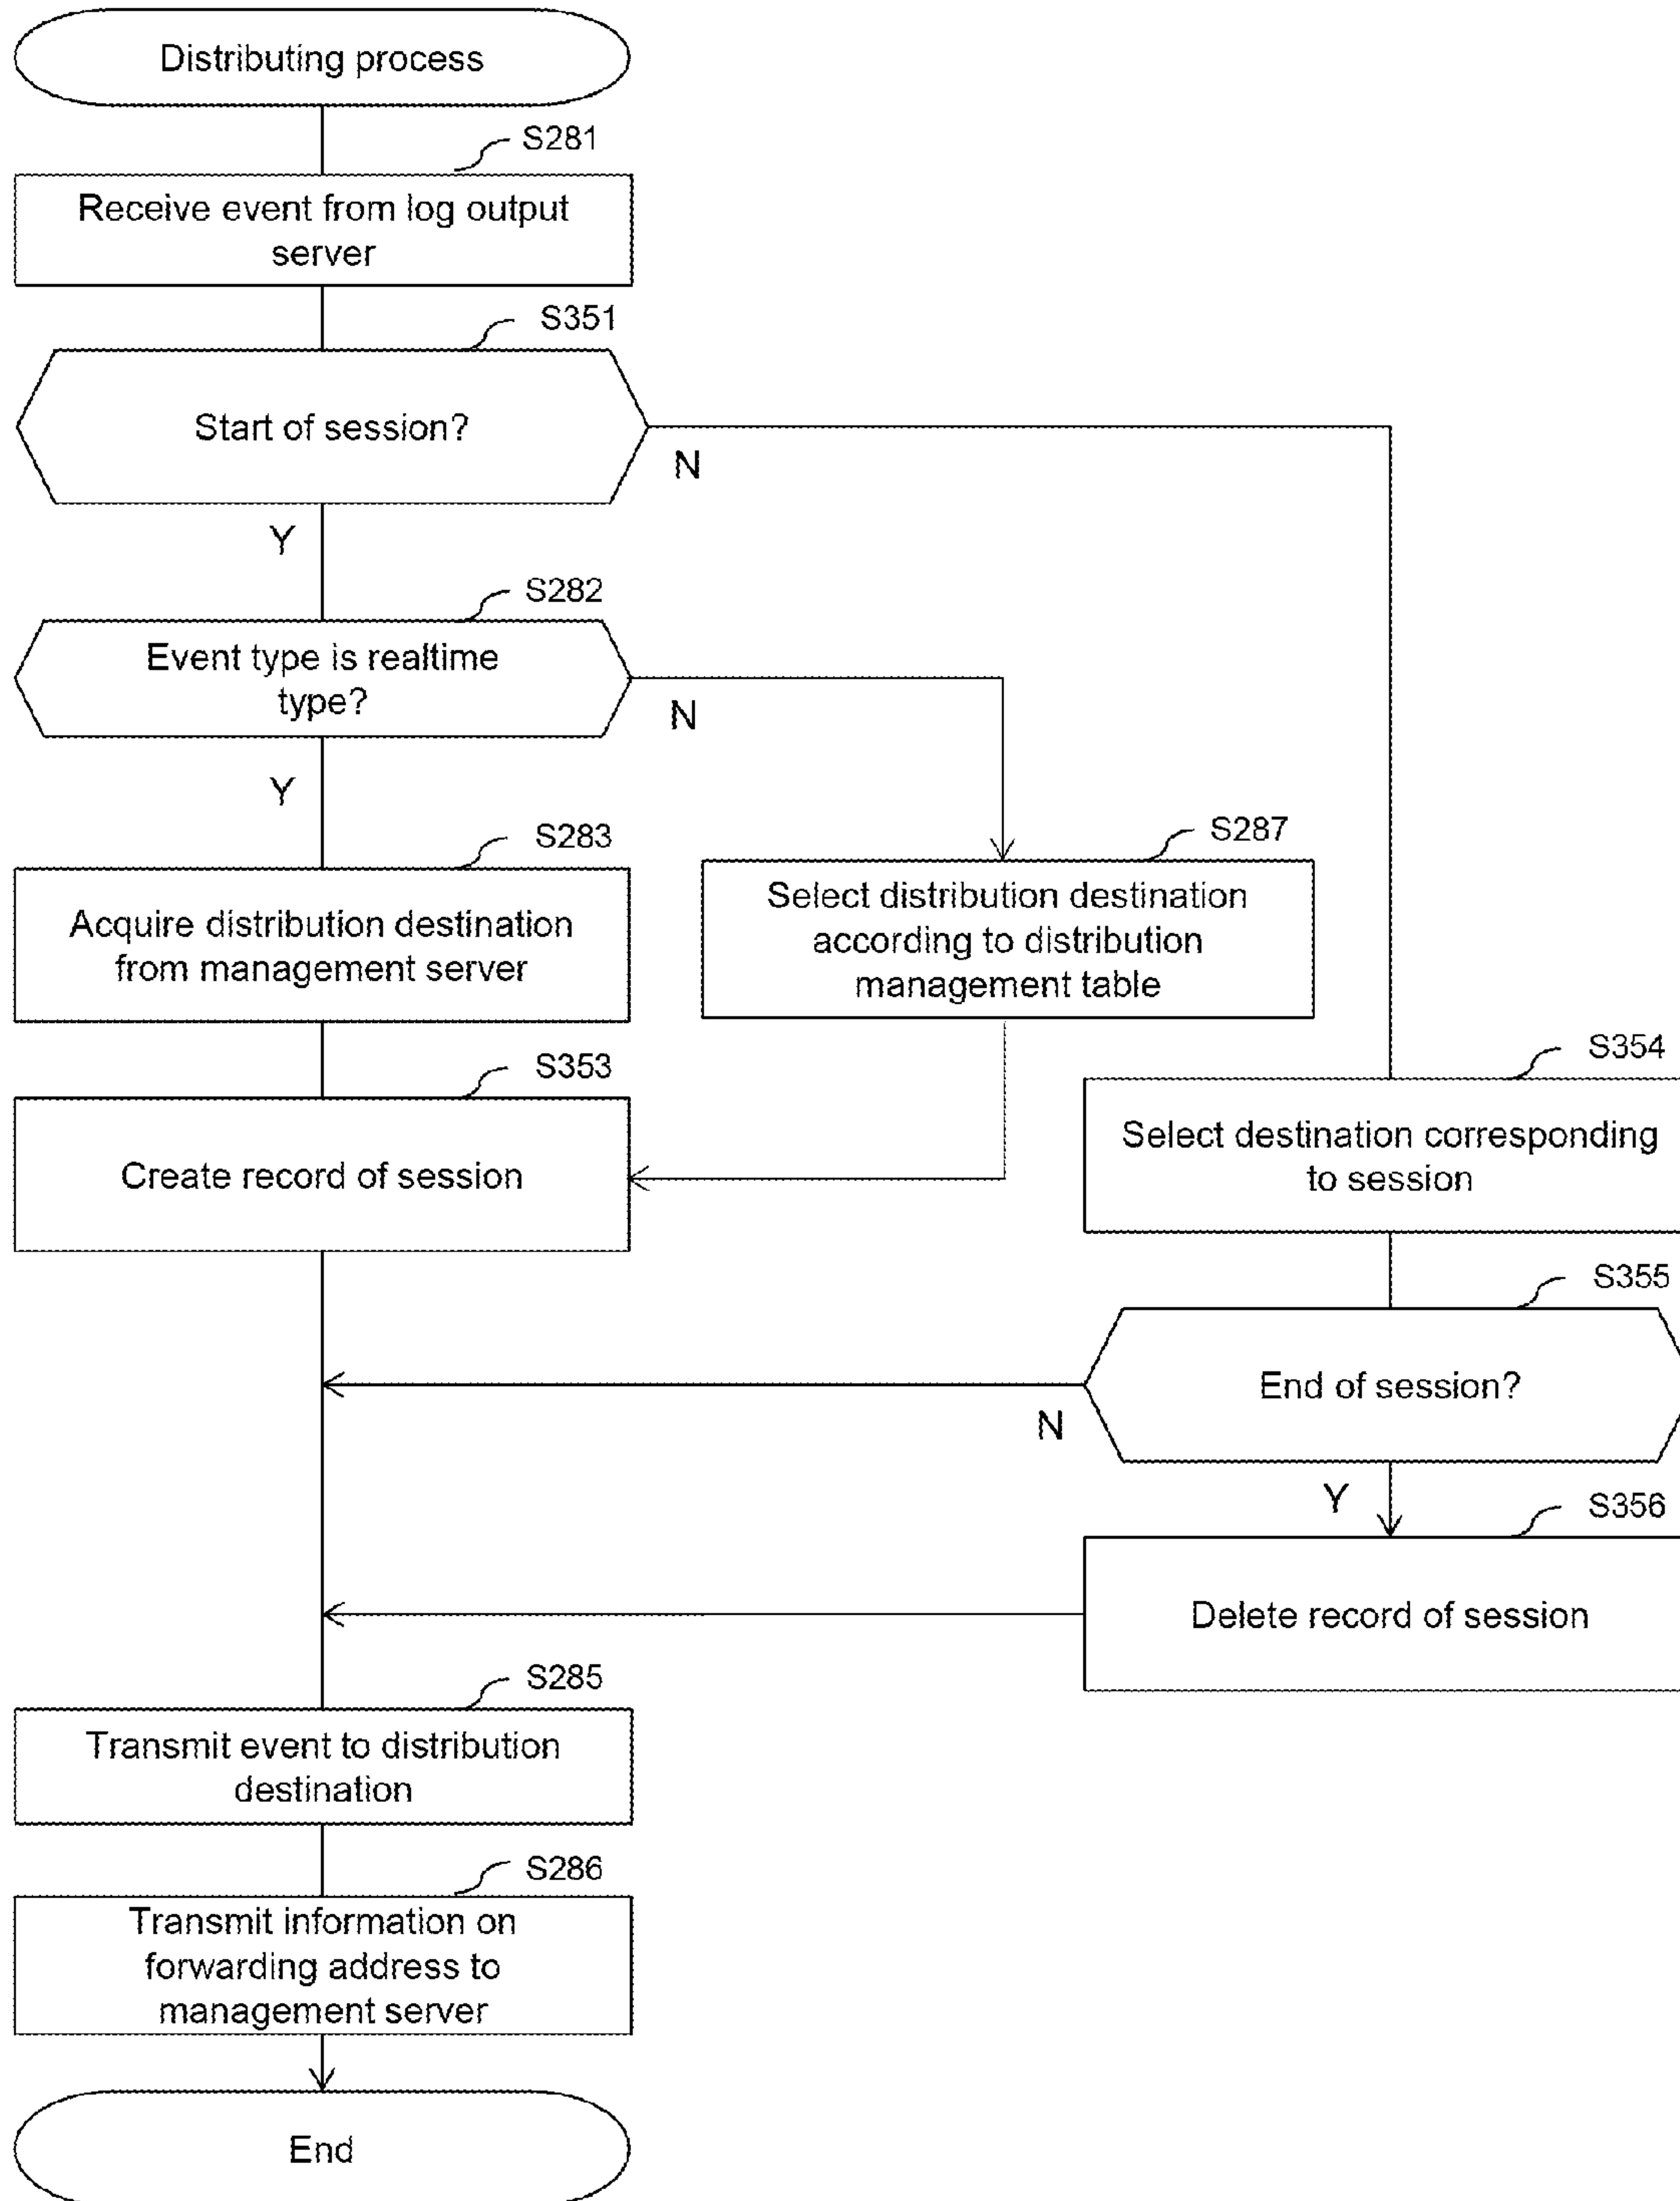 Distributing process
S281
Receive event from log output
server
S351
Start of session?
N
Y
S282
Event type is realtime
type?
N
Y
S283
Acquire distribution destination
from management server
S287
Select distribution destination
according to distribution
management table
S353
Create record of session
S354
Select destination corresponding
to session
S355
End of session?
N
Y
S356
Delete record of session
S285
Transmit event to distribution
destination
S286
Transmit information on
forwarding address to
management server
End